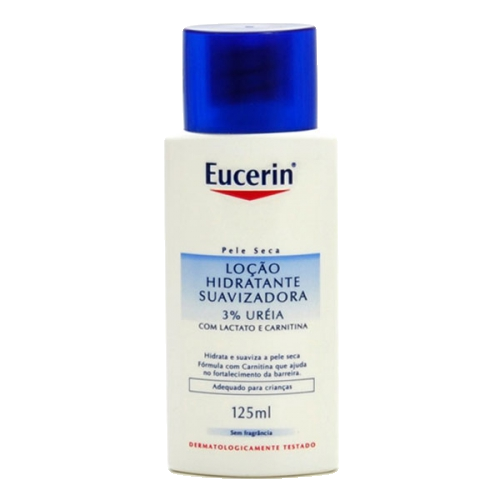 Eucerin®
Pele Seca
LOÇÃO
HIDRATANTE
SUAVIZADORA
3% URÉIA
COM LACTATO E CARNITINA
Hidrata e suaviza a pele seca
Fórmula com Carnitina que ajuda
no fortalecimento da barreira.
Adequado para crianças
125ml
Sem fragrância
DERMATOLOGICAMENTE TESTADO